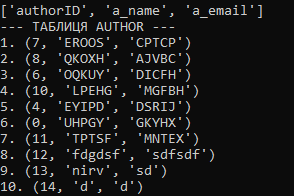 ['authorID', 'a_name', 'a_email']
--- ТАБЛИЦЯ AUTHOR ---
1. (7, 'EROOS', 'CPTCP')
2. (8, 'QKOXH', 'AJVBC')
3. (6, 'OQKUY', 'DICFH')
4. (10, 'LPEHG', 'MGFBH')
5. (4, 'EYIPD', 'DSRIJ')
6. (0, 'UHPGY', 'GKYHX')
7. (11, 'TPTSF', 'MNTEX')
8. (12, 'fdgdsf', 'sdfsdf')
9. (13, 'nirv', 'sd')
10. (14, 'd', 'd')